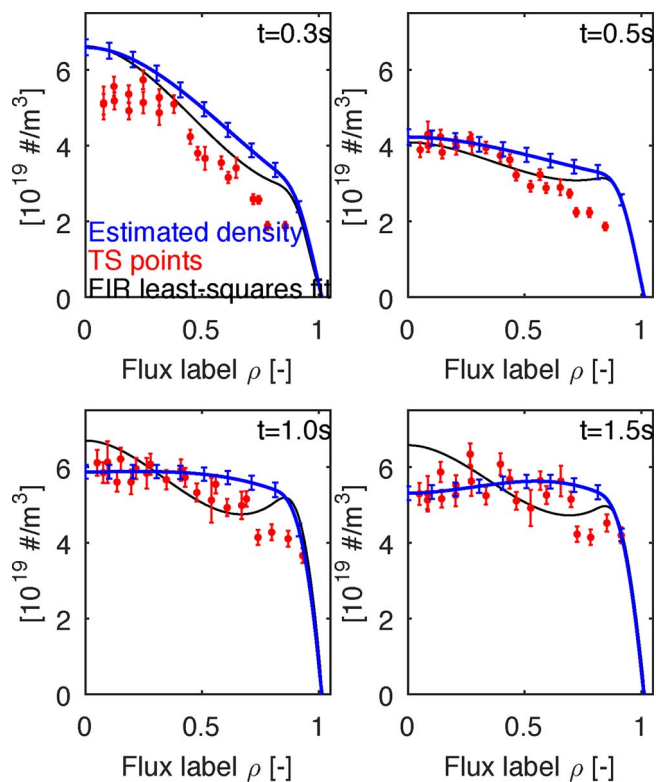 t=0.3s
6
4
2
0
[10^19 #/m^3]
Estimated density
TS points
FIR least-squares fit
0 0.5 1
Flux label ρ [-]
t=0.5s
6
4
2
0
[10^19 #/m^3]
0 0.5 1
Flux label ρ [-]
t=1.0s
6
4
2
0
[10^19 #/m^3]
0 0.5 1
Flux label ρ [-]
t=1.5s
6
4
2
0
[10^19 #/m^3]
0 0.5 1
Flux label ρ [-]